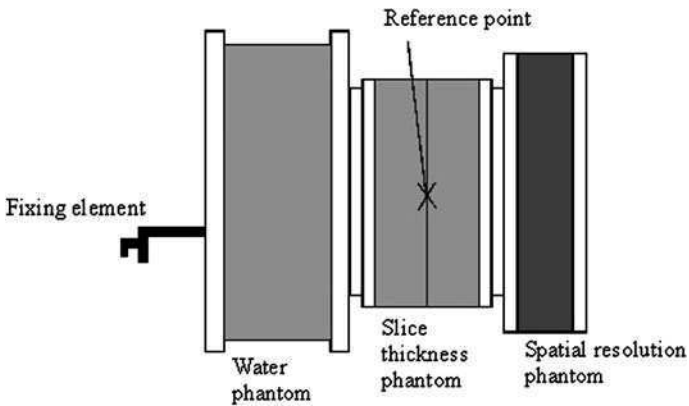 Reference point
Fixing element
Water
phantom
Slice
thickness
phantom
Spatial resolution
phantom